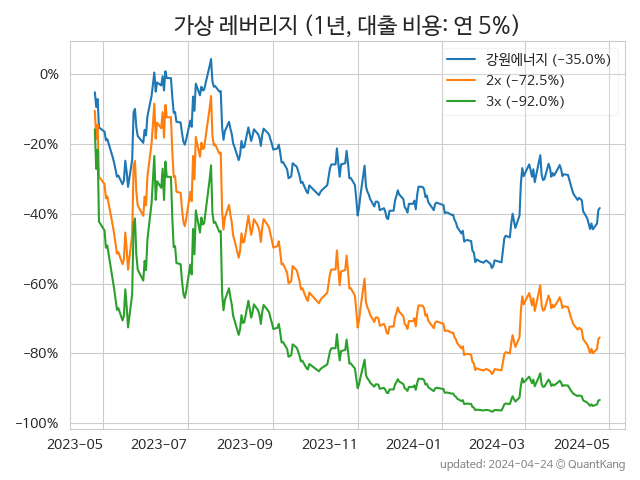 가상 레버리지 (1년, 대출 비용: 연 5%)
강원에너지 (−35.0%)
2x (−72.5%)
3x (−92.0%)
0%
−20%
−40%
−60%
−80%
−100%
2023-05 2023-07 2023-09 2023-11 2024-01 2024-03 2024-05
updated: 2024-04-24 © QuantKang